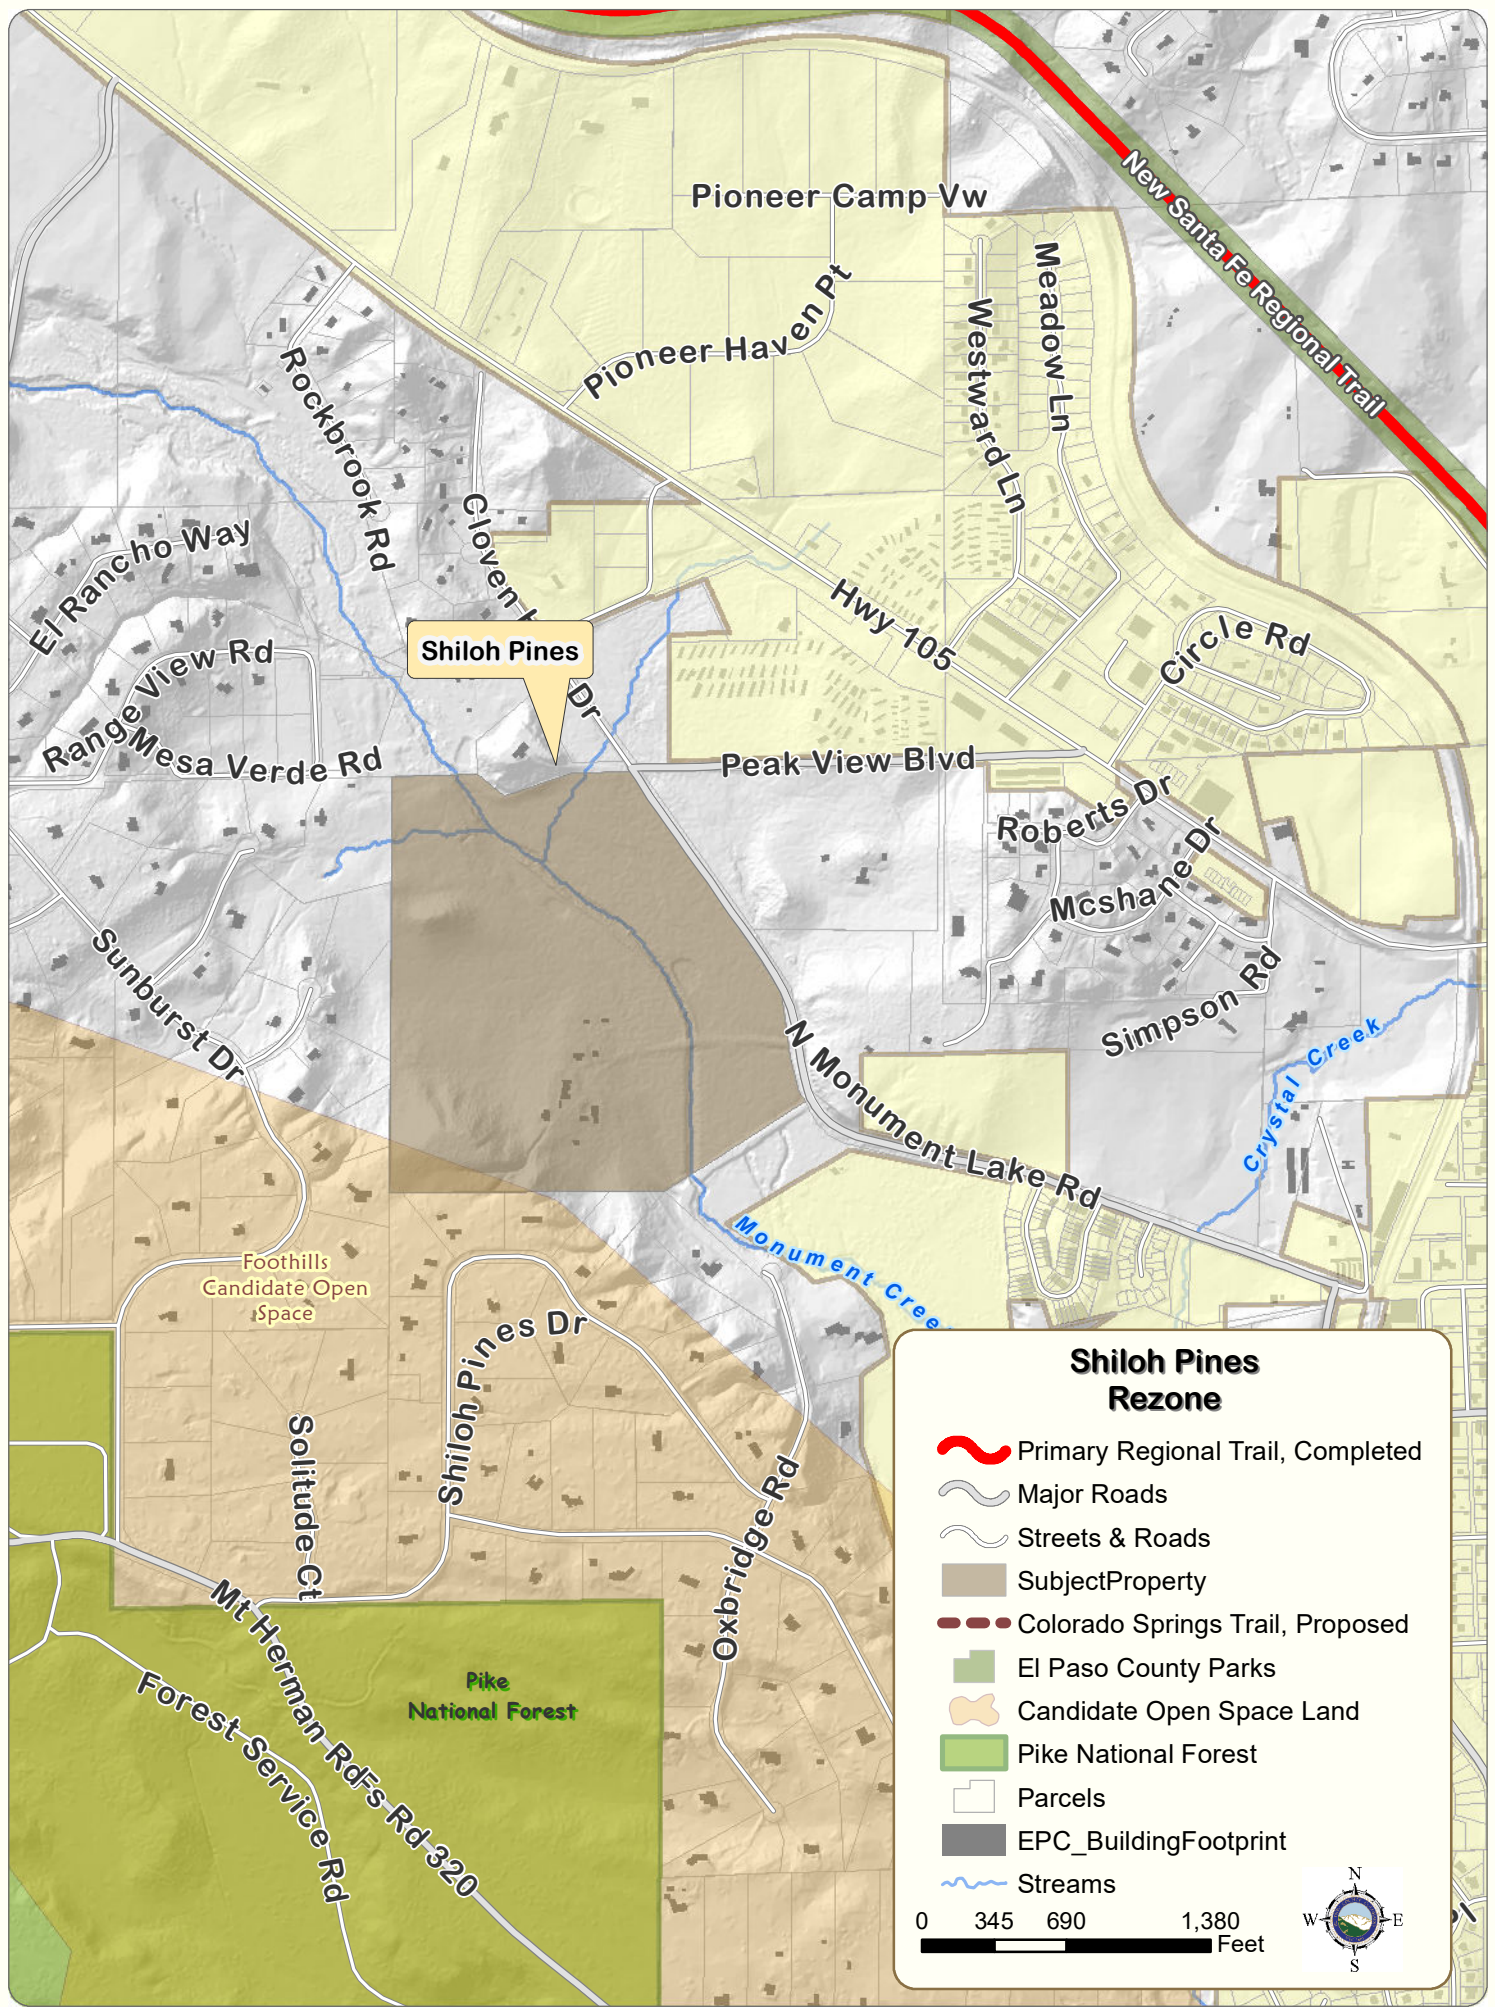 Pioneer Camp Vw
New Santa Fe Regional Trail
Meadow Ln
Westward Ln
Pioneer Haven Pt
Rockbrook Rd
Cloven
Dr
El Rancho Way
Hwy 105
Circle Rd
Range View Rd
Shiloh Pines
Mesa Verde Rd
Peak View Blvd
Roberts Dr
Mcshane Dr
Sunburst Dr
Simpson Rd
N Monument Lake Rd
Crystal Creek
Monument Cree
Foothills
Candidate Open
Space
Shiloh Pines Dr
Solitude Ct
Oxbridge Rd
Mt Herman Rd
Fs Rd 320
Forest Service Rd
Pike
National Forest
Shiloh Pines
Rezone
Primary Regional Trail, Completed
Major Roads
Streets & Roads
SubjectProperty
Colorado Springs Trail, Proposed
El Paso County Parks
Candidate Open Space Land
Pike National Forest
Parcels
EPC_BuildingFootprint
Streams
0 345 690 1,380
Feet
N
W E
S